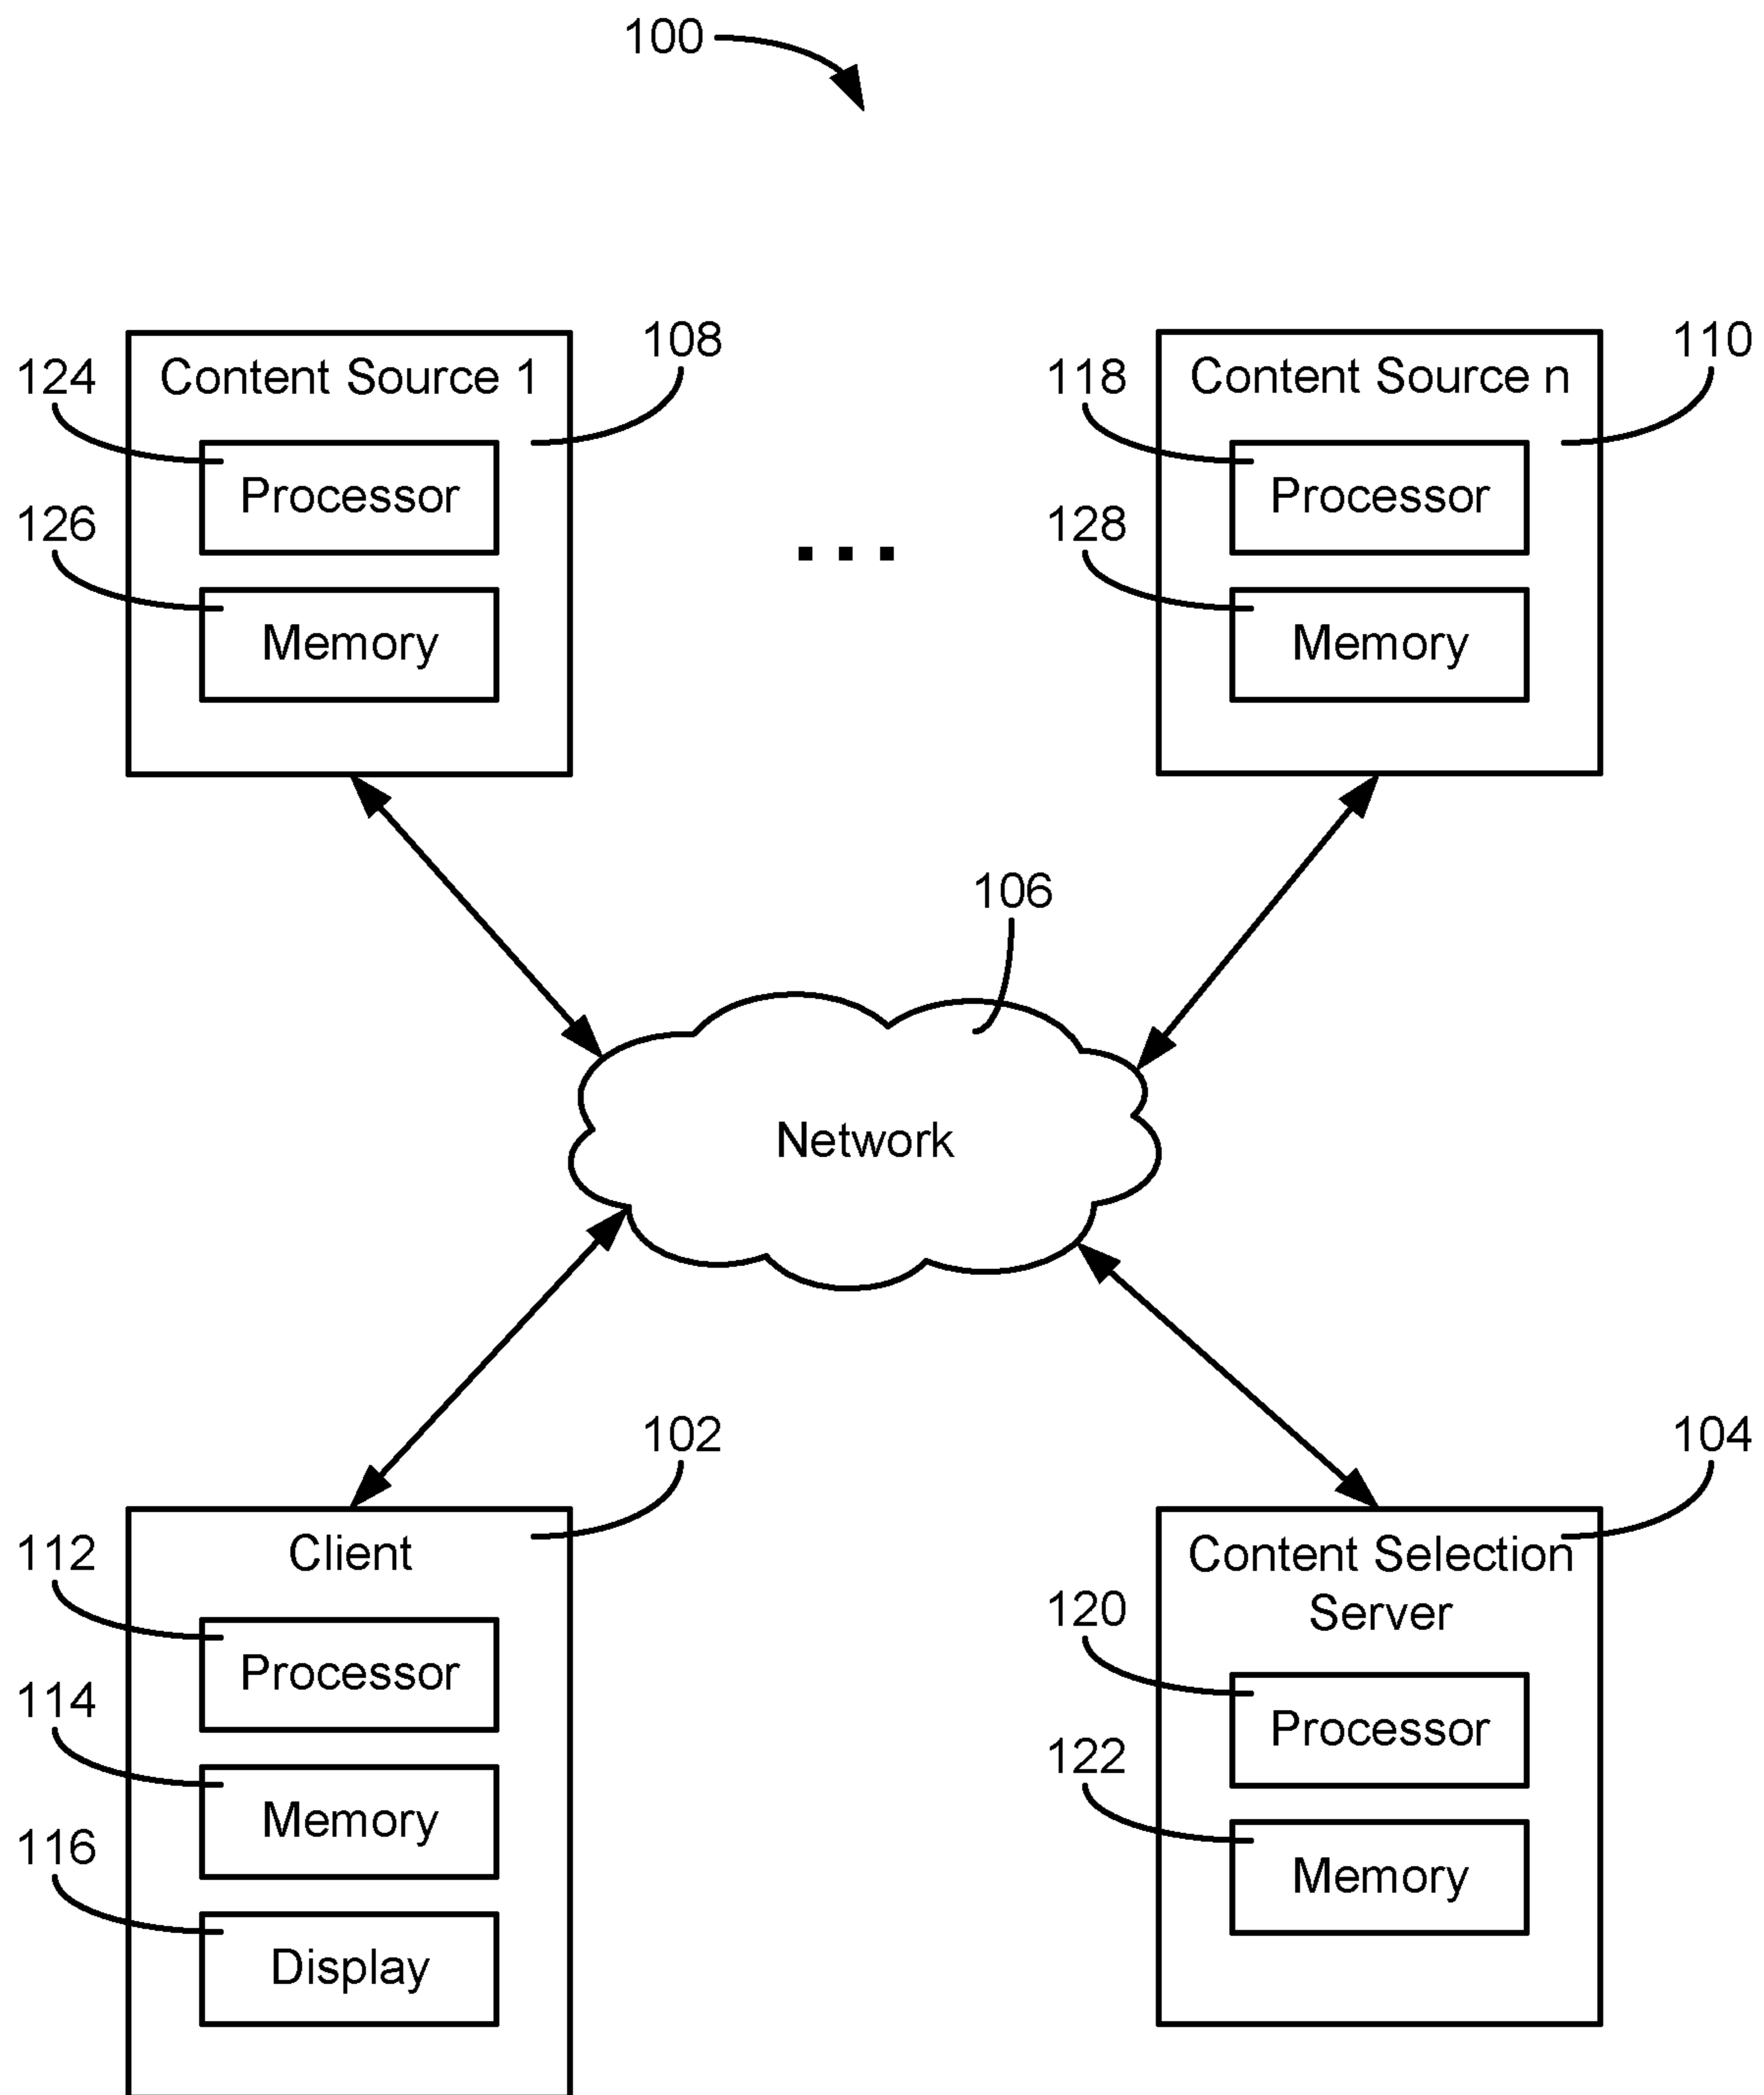 100
108
110
124
Content Source 1
118
Content Source n
Processor
Processor
126
128
...
Memory
Memory
106
Network
102
104
112
Client
Content Selection
Server
120
Processor
Processor
114
122
Memory
Memory
116
Display